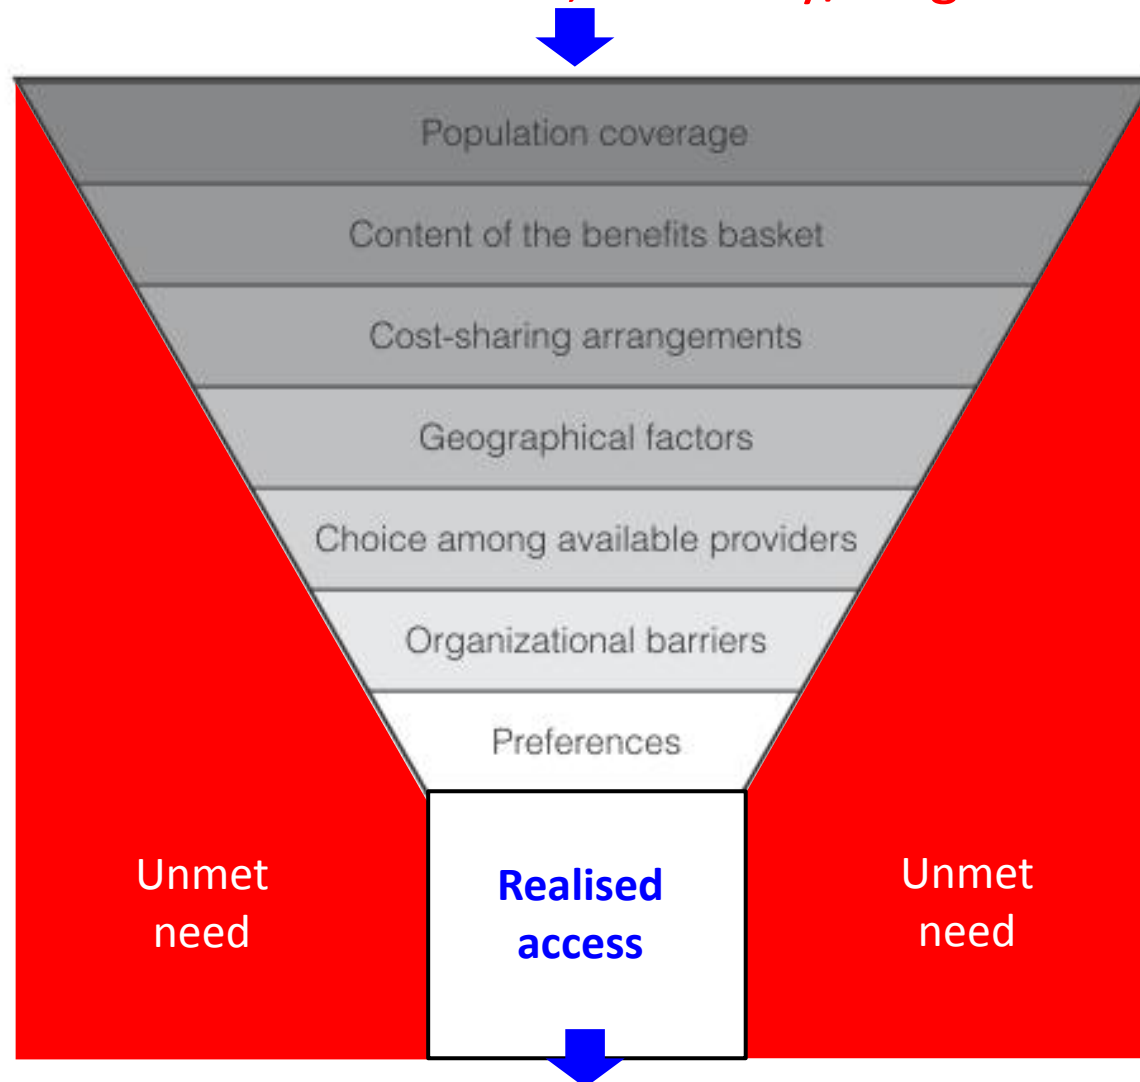 Population coverage
Content of the benefits basket
Cost-sharing arrangements
Geographical factors
Choice among available providers
Organizational barriers
Preferences
Unmet
need
Realised
access
Unmet
need